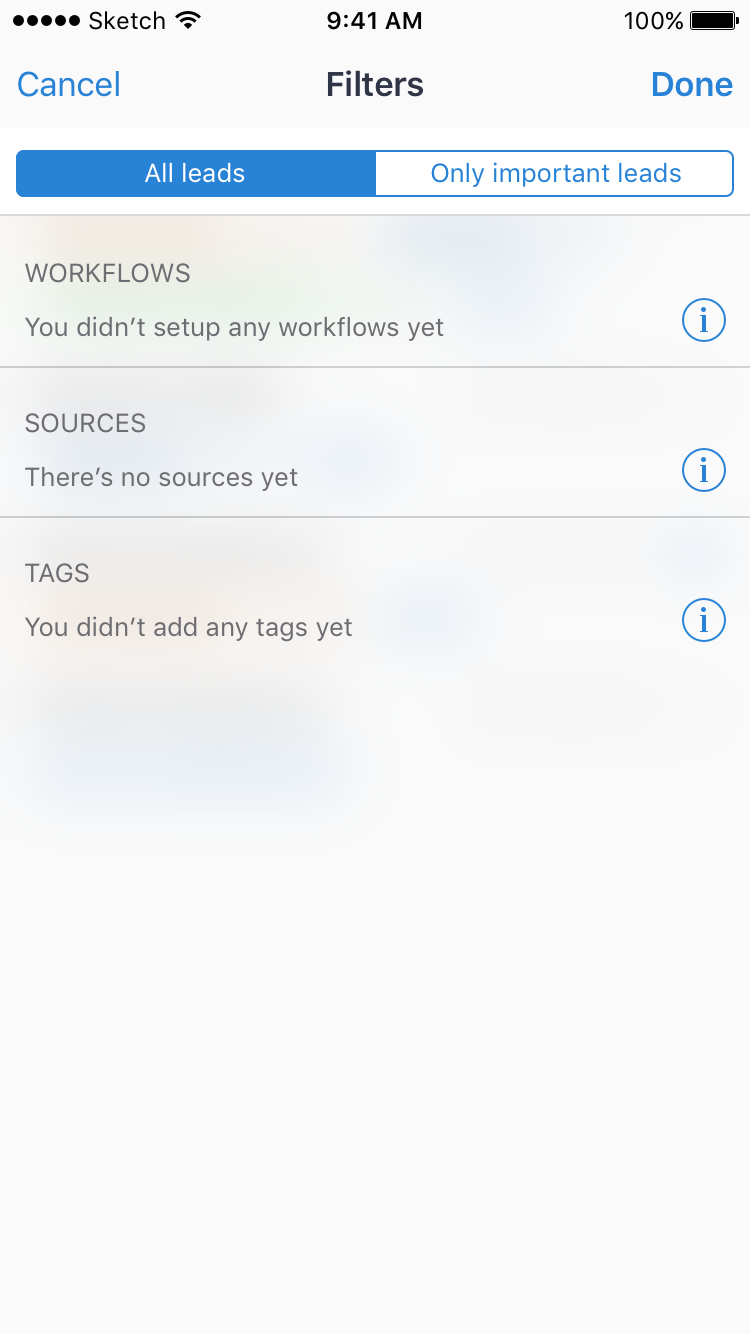 Sketch 9:41 AM 100%
Cancel Filters Done
All leads Only important leads
WORKFLOWS
You didn’t setup any workflows yet
SOURCES
There’s no sources yet
TAGS
You didn’t add any tags yet